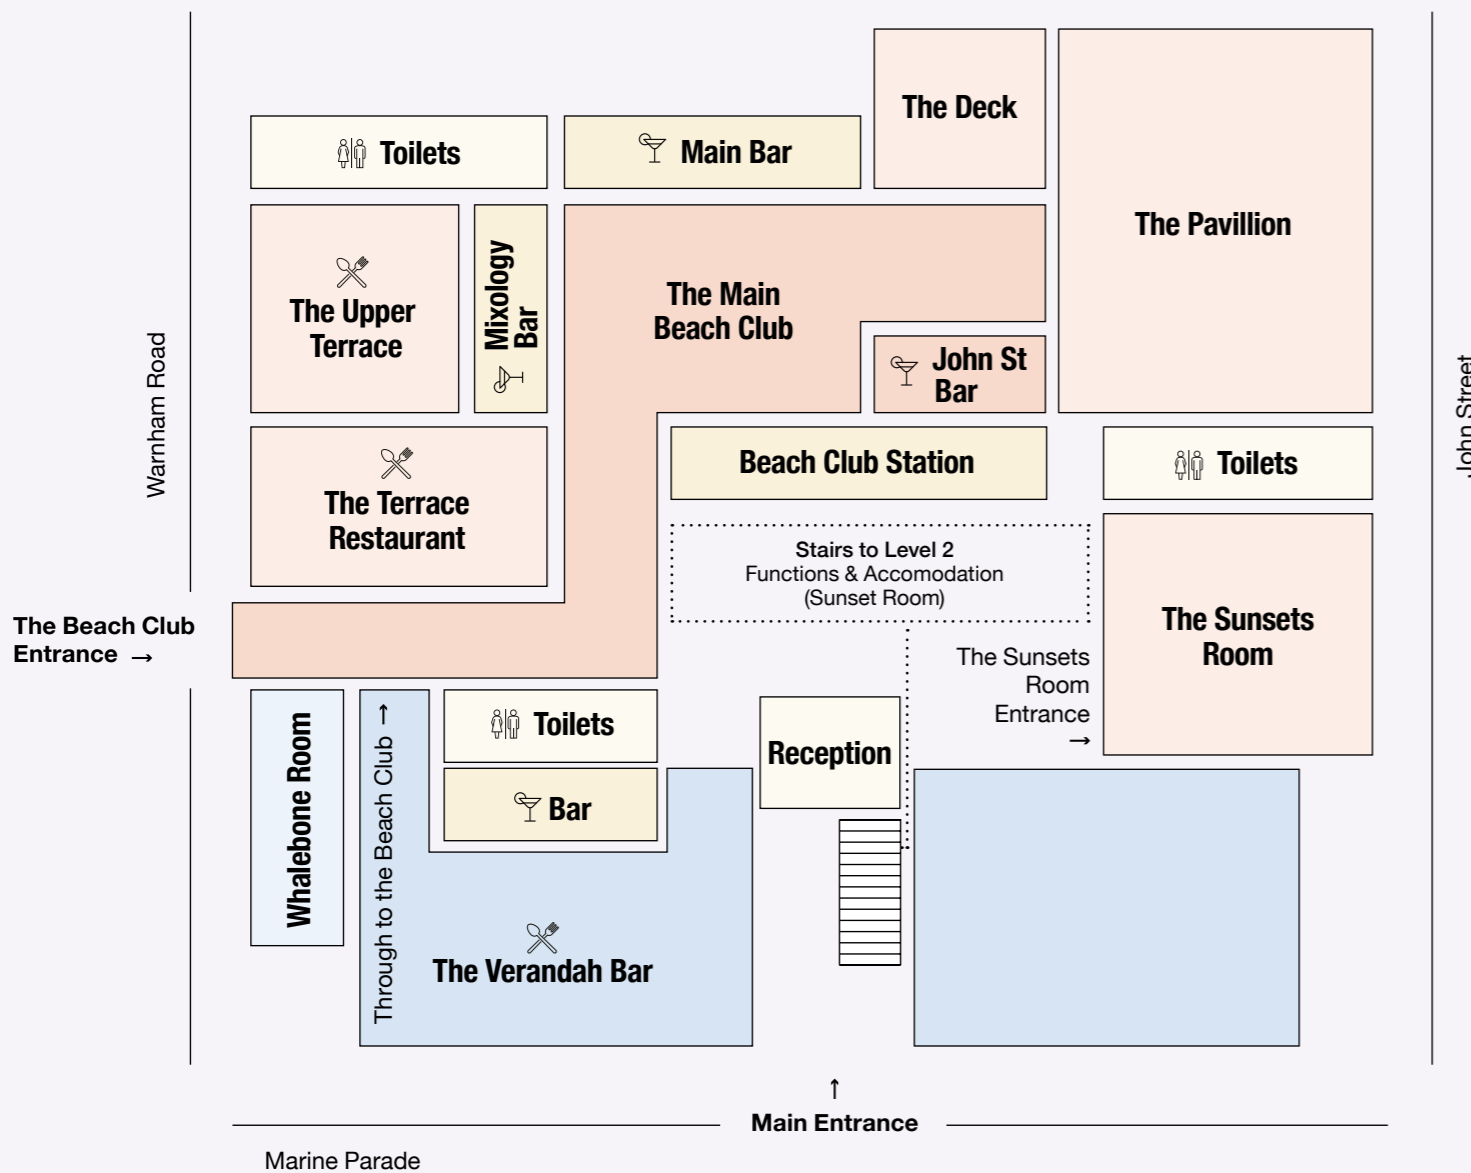 The Deck
Toilets
Main Bar
The Pavillion
The Upper
Terrace
Mixology
Bar
The Main
Beach Club
John St
Bar
Warnham Road
John Street
The Terrace
Restaurant
Beach Club Station
Toilets
Stairs to Level 2
Functions & Accomodation
(Sunset Room)
The Beach Club
Entrance →
The Sunsets
Room
The Sunsets
Room
Entrance
→
Whalebone Room
Through to the Beach Club →
Toilets
Bar
Reception
The Verandah Bar
↑
Main Entrance
Marine Parade